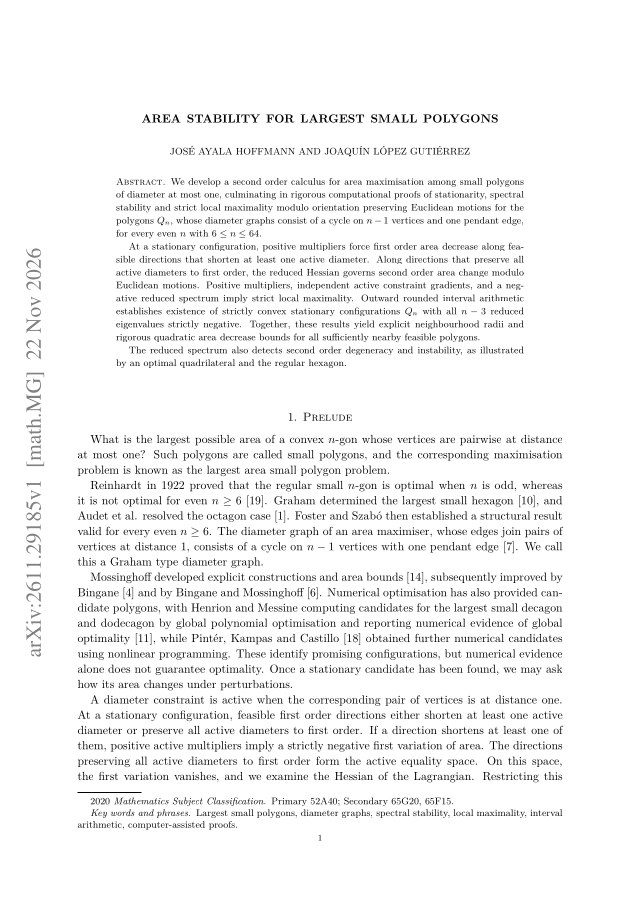 AREA STABILITY FOR LARGEST SMALL POLYGONS
JOSÉ AYALA HOFFMANN AND JOAQUÍN LÓPEZ GUTIÉRREZ
ABSTRACT. We develop a second order calculus for area maximisation among small polygons
of diameter at most one, culminating in rigorous computational proofs of stationarity, spectral
stability and strict local maximality modulo orientation preserving Euclidean motions for the
polygons Qn, whose diameter graphs consist of a cycle on n − 1 vertices and one pendant edge,
for every even n with 6 ≤ n ≤ 64.
At a stationary configuration, positive multipliers force first order area decrease along fea-
sible directions that shorten at least one active diameter. Along directions that preserve all
active diameters to first order, the reduced Hessian governs second order area change modulo
Euclidean motions. Positive multipliers, independent active constraint gradients, and a neg-
ative reduced spectrum imply strict local maximality. Outward rounded interval arithmetic
establishes existence of strictly convex stationary configurations Qn with all n − 3 reduced
eigenvalues strictly negative. Together, these results yield explicit neighbourhood radii and
rigorous quadratic area decrease bounds for all sufficiently nearby feasible polygons.
The reduced spectrum also detects second order degeneracy and instability, as illustrated
by an optimal quadrilateral and the regular hexagon.
1. PRELUDE
What is the largest possible area of a convex n-gon whose vertices are pairwise at distance
at most one? Such polygons are called small polygons, and the corresponding maximisation
problem is known as the largest area small polygon problem.
Reinhardt in 1922 proved that the regular small n-gon is optimal when n is odd, whereas
it is not optimal for even n ≥ 6 [19]. Graham determined the largest small hexagon [10], and
Audet et al. resolved the octagon case [1]. Foster and Szabó then established a structural result
valid for every even n ≥ 6. The diameter graph of an area maximiser, whose edges join pairs of
vertices at distance 1, consists of a cycle on n − 1 vertices with one pendant edge [7]. We call
this a Graham type diameter graph.
Mossinghoff developed explicit constructions and area bounds [14], subsequently improved by
Bingane [4] and by Bingane and Mossinghoff [6]. Numerical optimisation has also provided can-
didate polygons, with Henrion and Messine computing candidates for the largest small decagon
and dodecagon by global polynomial optimisation and reporting numerical evidence of global
optimality [11], while Pintér, Kampas and Castillo [18] obtained further numerical candidates
using nonlinear programming. These identify promising configurations, but numerical evidence
alone does not guarantee optimality. Once a stationary candidate has been found, we may ask
how its area changes under perturbations.
A diameter constraint is active when the corresponding pair of vertices is at distance one.
At a stationary configuration, feasible first order directions either shorten at least one active
diameter or preserve all active diameters to first order. If a direction shortens at least one of
them, positive active multipliers imply a strictly negative first variation of area. The directions
preserving all active diameters to first order form the active equality space. On this space,
the first variation vanishes, and we examine the Hessian of the Lagrangian. Restricting this
2020 Mathematics Subject Classification. Primary 52A40; Secondary 65G20, 65F15.
Key words and phrases. Largest small polygons, diameter graphs, spectral stability, local maximality, interval
arithmetic, computer-assisted proofs.
1
arXiv:2611.29185v1 [math.MG] 22 Nov 2026